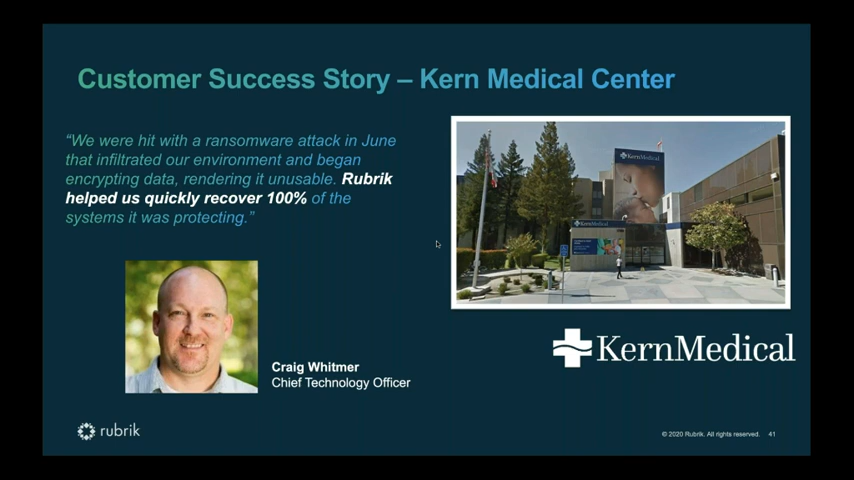 Customer Success Story – Kern Medical Center
“We were hit with a ransomware attack in June
that infiltrated our environment and began
encrypting data, rendering it unusable. Rubrik
helped us quickly recover 100% of the
systems it was protecting.”
KernMedical
KernMedical
Craig Whitmer
Chief Technology Officer
KernMedical
rubrik
© 2020 Rubrik. All rights reserved. 41